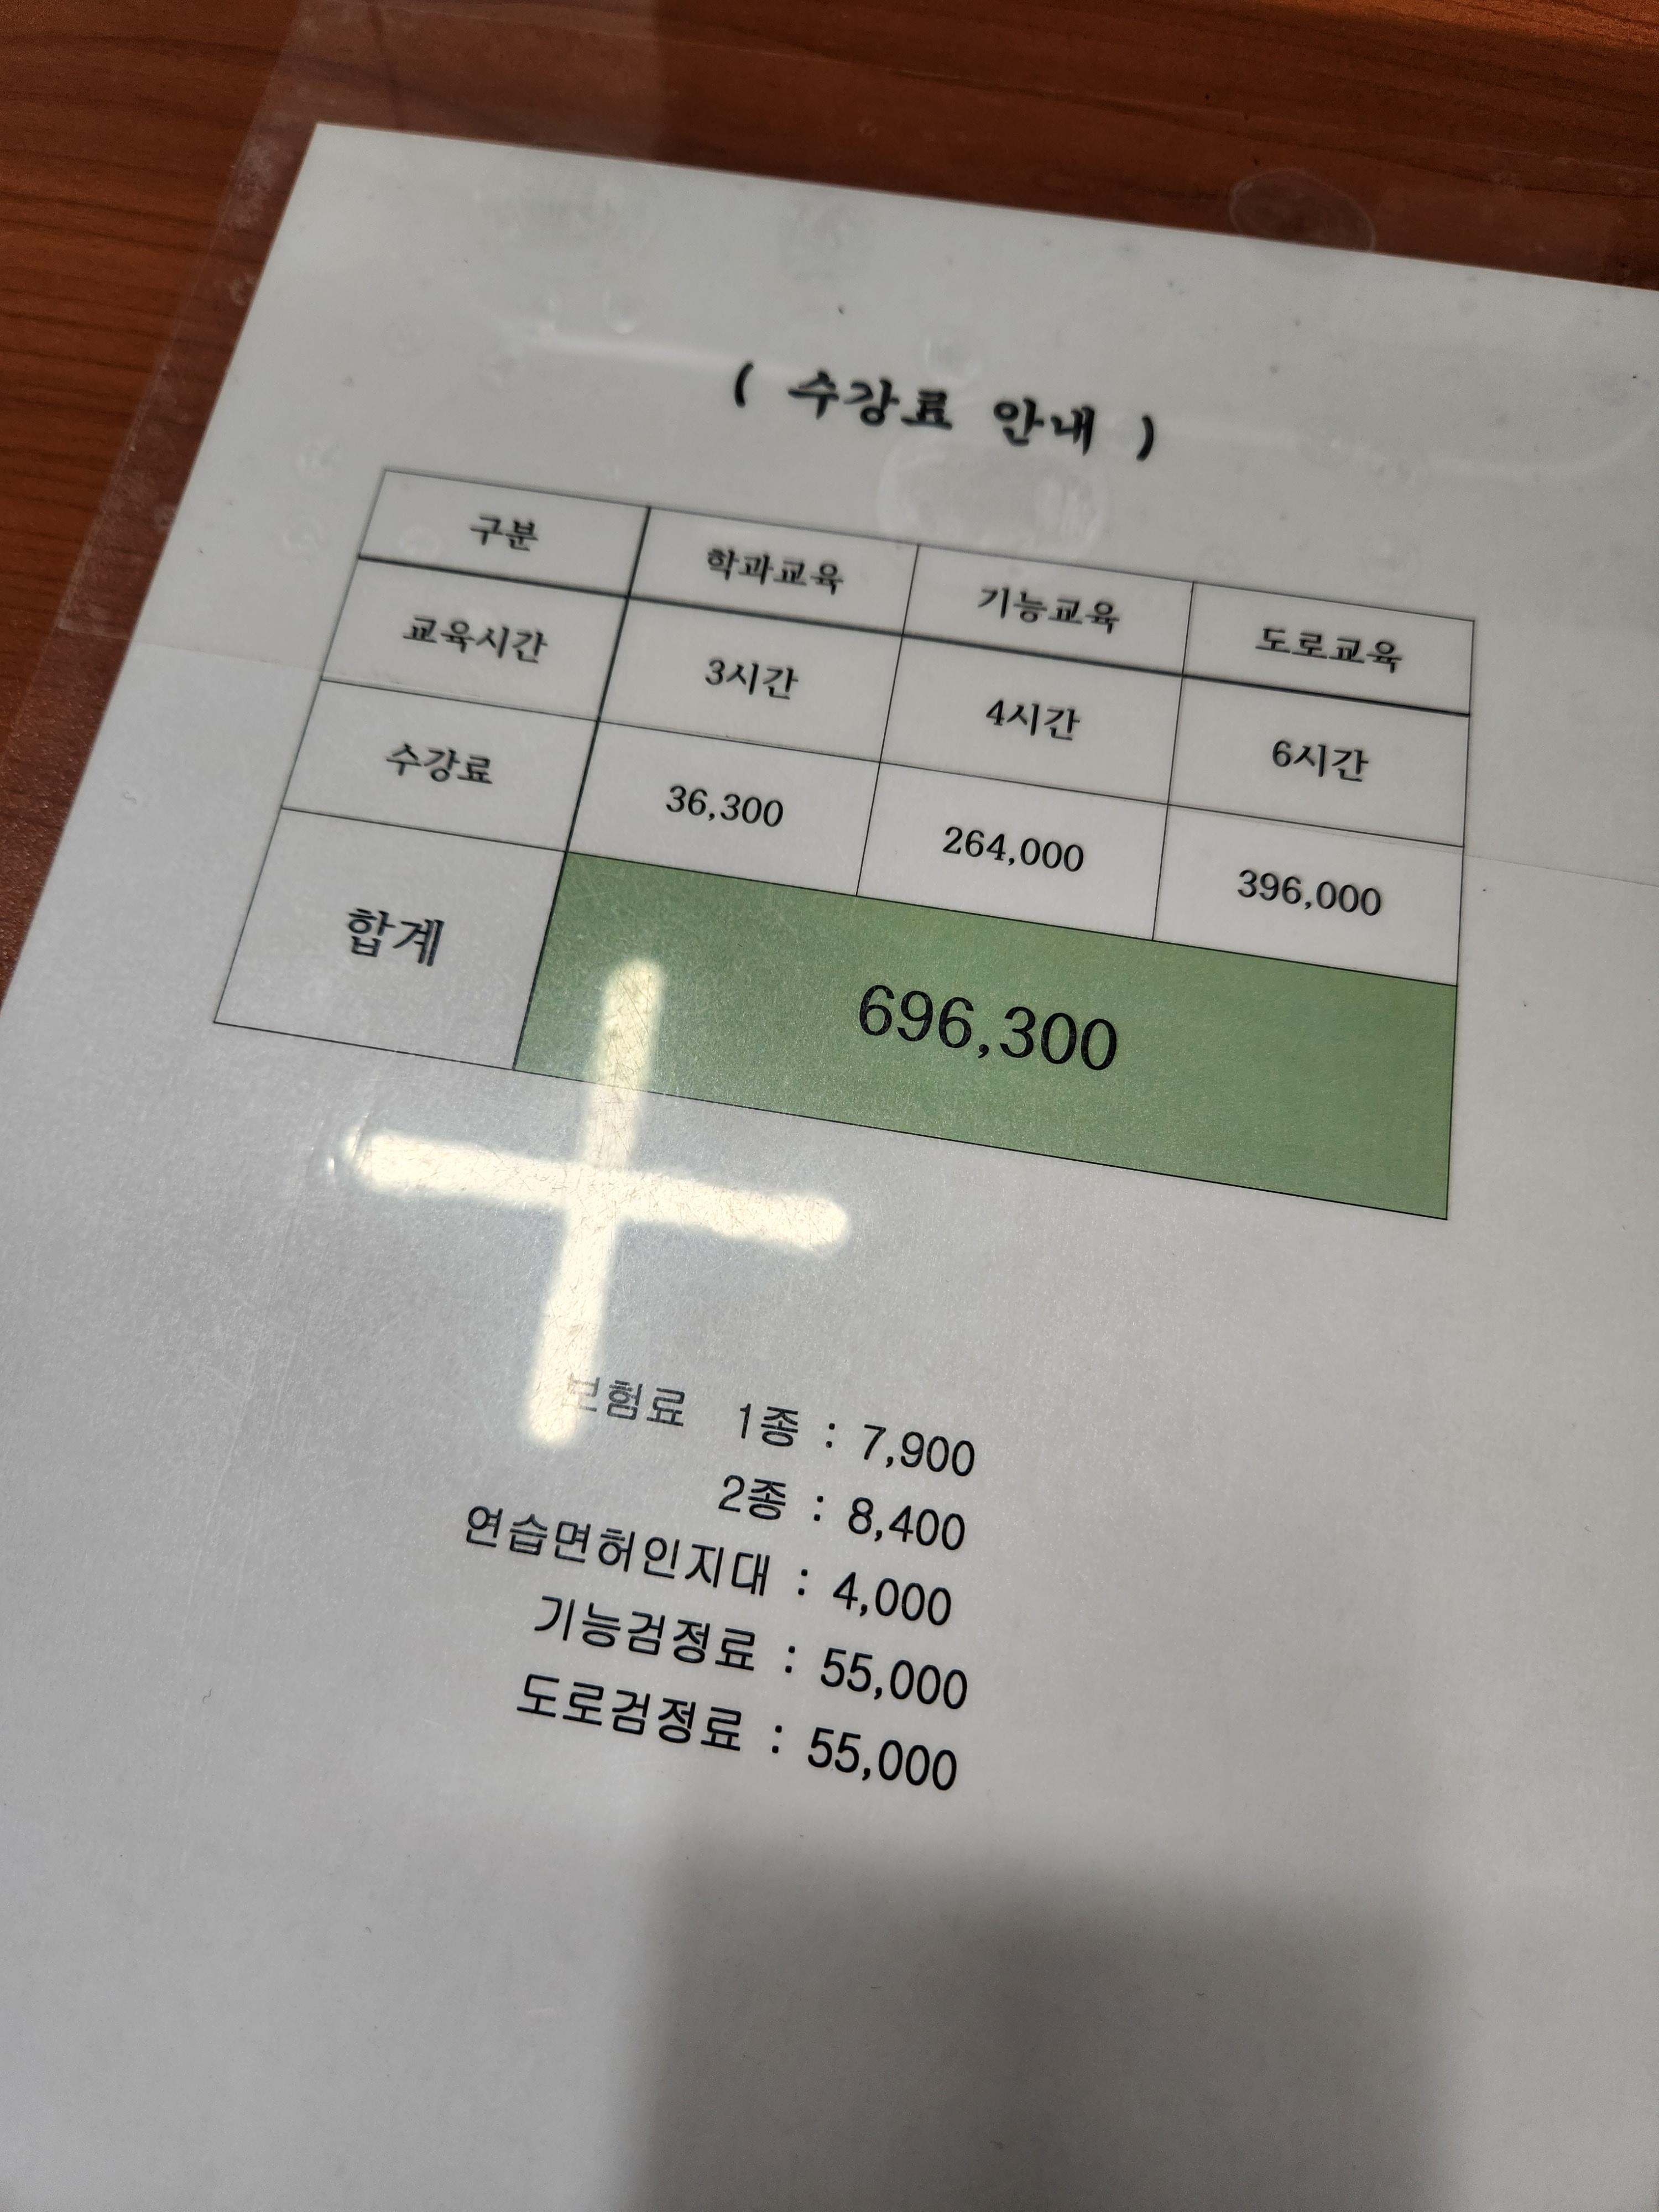 ( 수강료 안내 )
구분 학과교육 기능교육 도로교육
교육시간 3시간 4시간 6시간
수강료 36,300 264,000 396,000
합계 696,300
보험료 1종 : 7,900
2종 : 8,400
연습면허인지대 : 4,000
기능검정료 : 55,000
도로검정료 : 55,000